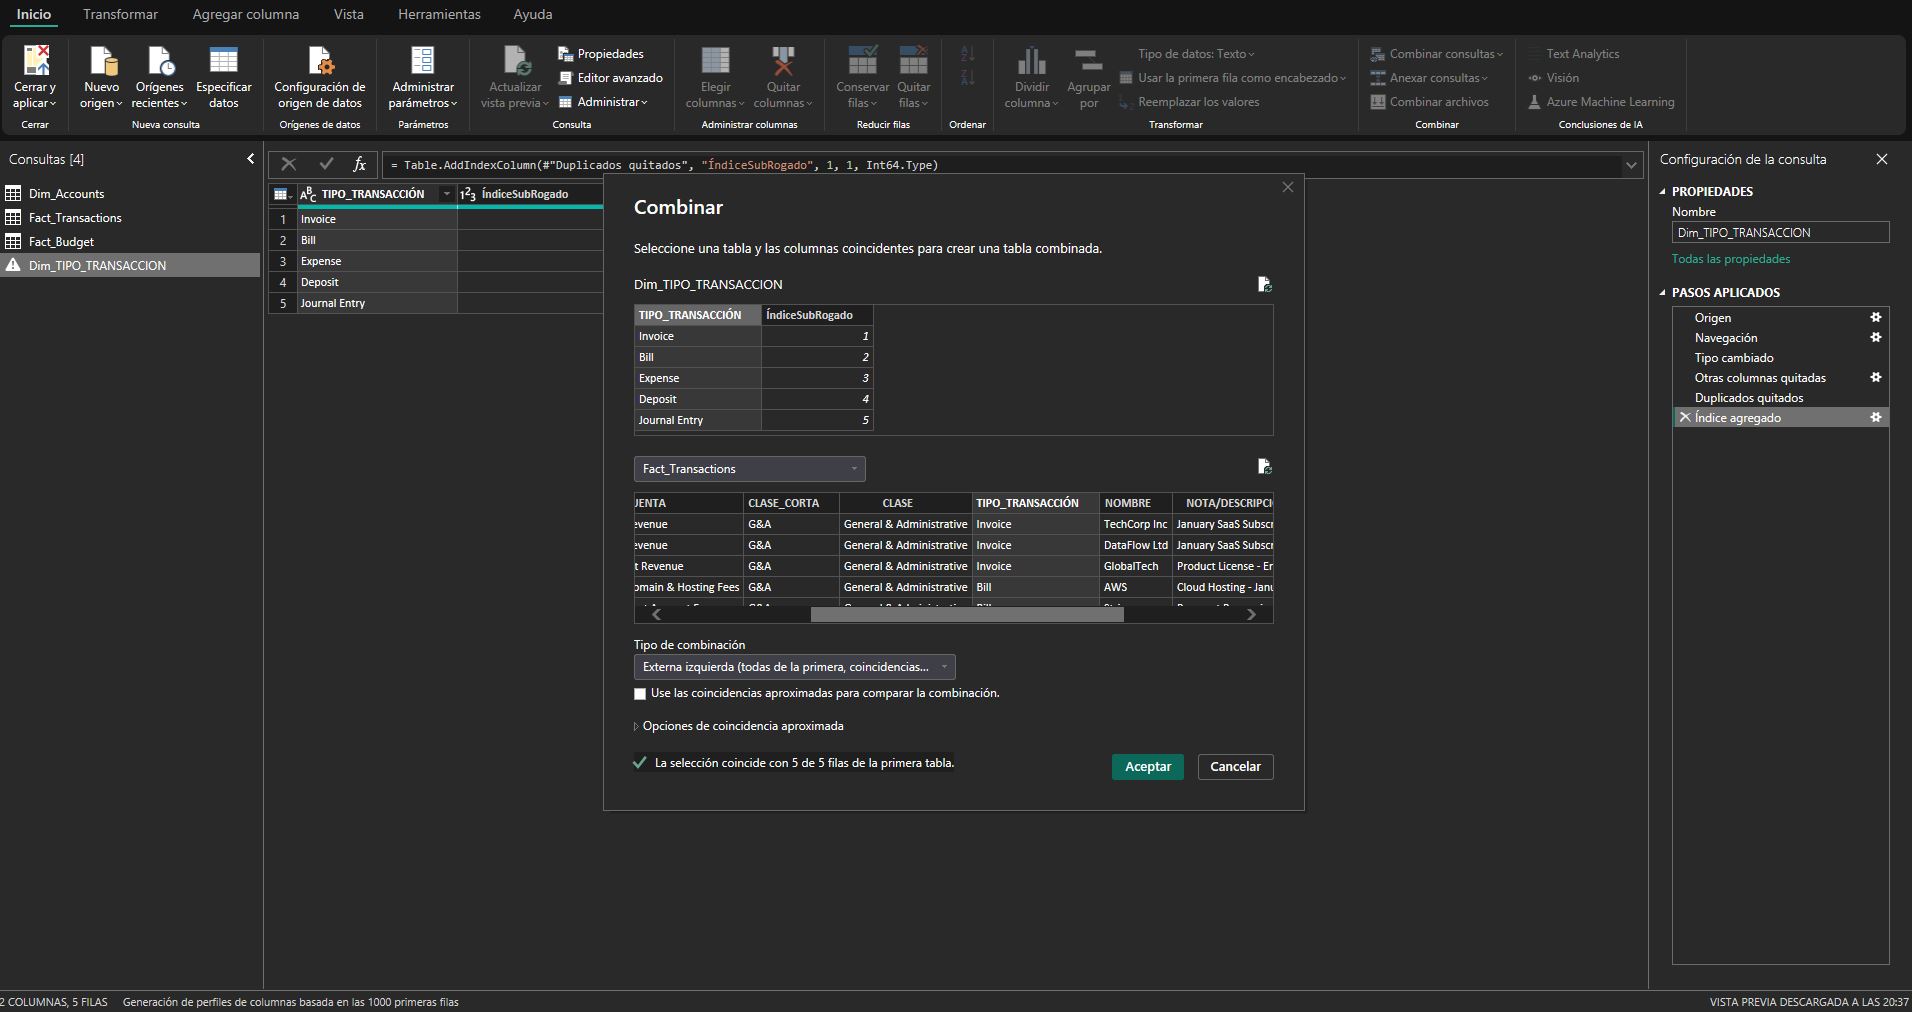 Inicio Transformar Agregar columna Vista Herramientas Ayuda
Cerrar y aplicar
Cerrar
Nuevo origen
Orígenes recientes
Especificar datos
Nueva consulta
Configuración de origen de datos
Orígenes de datos
Administrar parámetros
Parámetros
Actualizar vista previa
Propiedades
Editor avanzado
Administrar
Consulta
Elegir columnas
Quitar columnas
Administrar columnas
Conservar filas
Quitar filas
Reducir filas
Ordenar
Dividir columna
Agrupar por
Tipo de datos: Texto
Usar la primera fila como encabezado
Reemplazar los valores
Transformar
Combinar consultas
Anexar consultas
Combinar archivos
Combinar
Text Analytics
Visión
Azure Machine Learning
Conclusiones de IA
Consultas [4]
Dim_Accounts
Fact_Transactions
Fact_Budget
Dim_TIPO_TRANSACCION
fx = Table.AddIndexColumn(#"Duplicados quitados", "ÍndiceSubRogado", 1, 1, Int64.Type)
ABC TIPO_TRANSACCIÓN 123 ÍndiceSubRogado
1 Invoice
2 Bill
3 Expense
4 Deposit
5 Journal Entry
Combinar
Seleccione una tabla y las columnas coincidentes para crear una tabla combinada.
Dim_TIPO_TRANSACCION
TIPO_TRANSACCIÓN ÍndiceSubRogado
Invoice 1
Bill 2
Expense 3
Deposit 4
Journal Entry 5
Fact_Transactions
UENTA CLASE_CORTA CLASE TIPO_TRANSACCIÓN NOMBRE NOTA/DESCRIPCI
evenue G&A General & Administrative Invoice TechCorp Inc January SaaS Subscr
evenue G&A General & Administrative Invoice DataFlow Ltd January SaaS Subscr
t Revenue G&A General & Administrative Invoice GlobalTech Product License - Er
omain & Hosting Fees G&A General & Administrative Bill AWS Cloud Hosting - Janu
Tipo de combinación
Externa izquierda (todas de la primera, coincidencias...
Use las coincidencias aproximadas para comparar la combinación.
Opciones de coincidencia aproximada
La selección coincide con 5 de 5 filas de la primera tabla.
Aceptar Cancelar
Configuración de la consulta
PROPIEDADES
Nombre
Dim_TIPO_TRANSACCION
Todas las propiedades
PASOS APLICADOS
Origen
Navegación
Tipo cambiado
Otras columnas quitadas
Duplicados quitados
Índice agregado
2 COLUMNAS, 5 FILAS Generación de perfiles de columnas basada en las 1000 primeras filas
VISTA PREVIA DESCARGADA A LAS 20:37